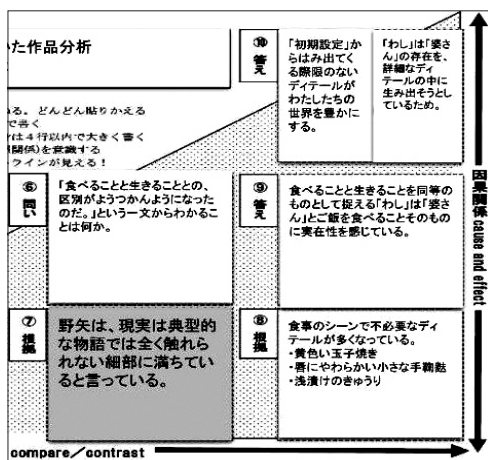 た作品分析
る。どんどん貼りかえる
で書く
は４行以内で大きく書く
関係）を意識する
ラインが見える！
⑩
答え
「初期設定」か
らはみ出てく
る際限のない
ディテールが
わたしたちの
世界を豊かに
する。
「わし」は「婆さ
ん」の存在を、
詳細なディ
テールの中に
生み出そうとし
ているため。
⑥
問い
「食べることと生きることとの、
区別がようつかんようになった
のだ。」という一文からわかるこ
とは何か。
⑨
答え
食べることと生きることを同等の
ものとして捉える「わし」は「婆さ
ん」とご飯を食べることそのもの
に実在性を感じている。
⑦
根拠
野矢は、現実は典型的
な物語では全く触れら
れない細部に満ちてい
ると言っている。
⑧
根拠
食事のシーンで不必要なディ
テールが多くなっている。
・黄色い玉子焼き
・唇にやわらかい小さな手鞠麩
・浅漬けのきゅうり
因果関係 cause and effect
compare／contrast